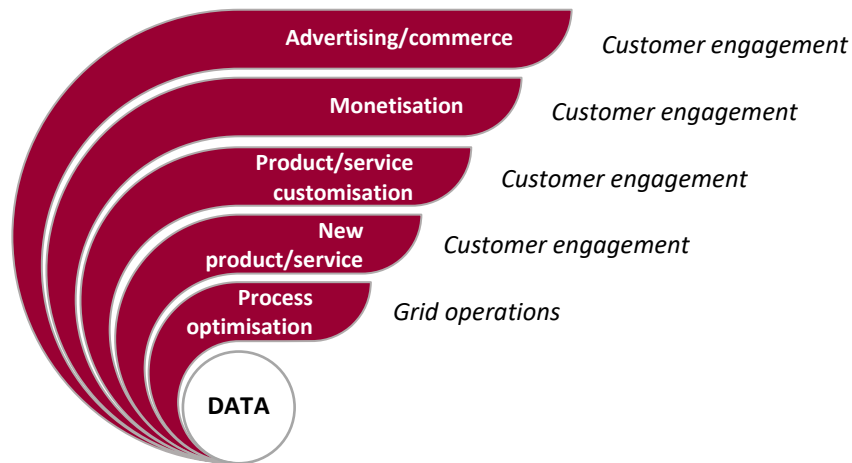 Advertising/commerce
Customer engagement
Monetisation
Customer engagement
Product/service
customisation
Customer engagement
New
product/service
Customer engagement
Process
optimisation
Grid operations
DATA